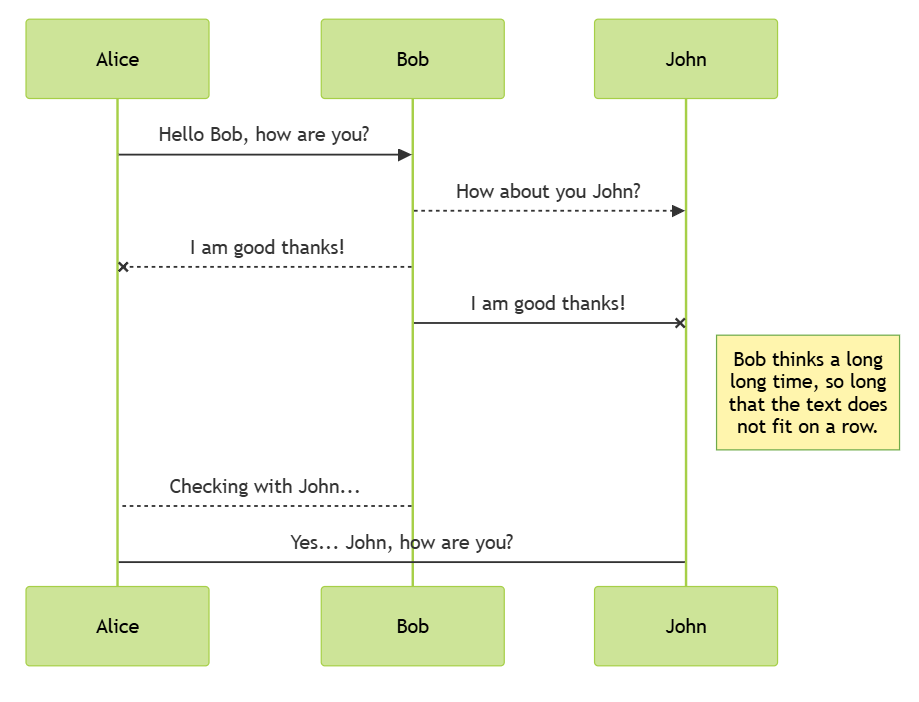 Alice
Bob
John
Hello Bob, how are you?
How about you John?
I am good thanks!
I am good thanks!
Bob thinks a long
long time, so long
that the text does
not fit on a row.
Checking with John...
Yes... John, how are you?
Alice
Bob
John